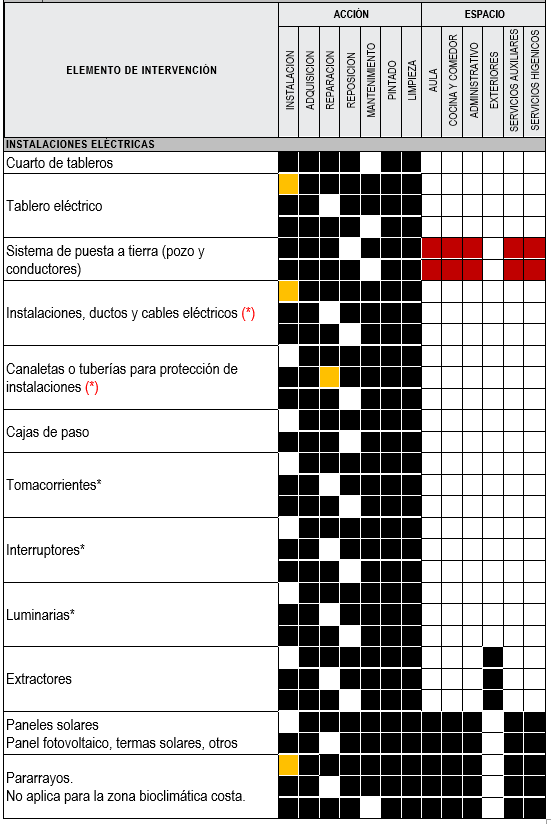 ACCIÓN
ESPACIO
ELEMENTO DE INTERVENCIÓN
INSTALACION
ADQUISICION
REPARACION
REPOSICION
MANTENIMIENTO
PINTADO
LIMPIEZA
AULA
COCINA Y COMEDOR
ADMINISTRATIVO
EXTERIORES
SERVICIOS AUXILIARES
SERVICIOS HIGENICOS
INSTALACIONES ELÉCTRICAS
Cuarto de tableros
Tablero eléctrico
Sistema de puesta a tierra (pozo y
conductores)
Instalaciones, ductos y cables eléctricos (*)
Canaletas o tuberías para protección de
instalaciones (*)
Cajas de paso
Tomacorrientes*
Interruptores*
Luminarias*
Extractores
Paneles solares
Panel fotovoltaico, termas solares, otros
Pararrayos.
No aplica para la zona bioclimática costa.